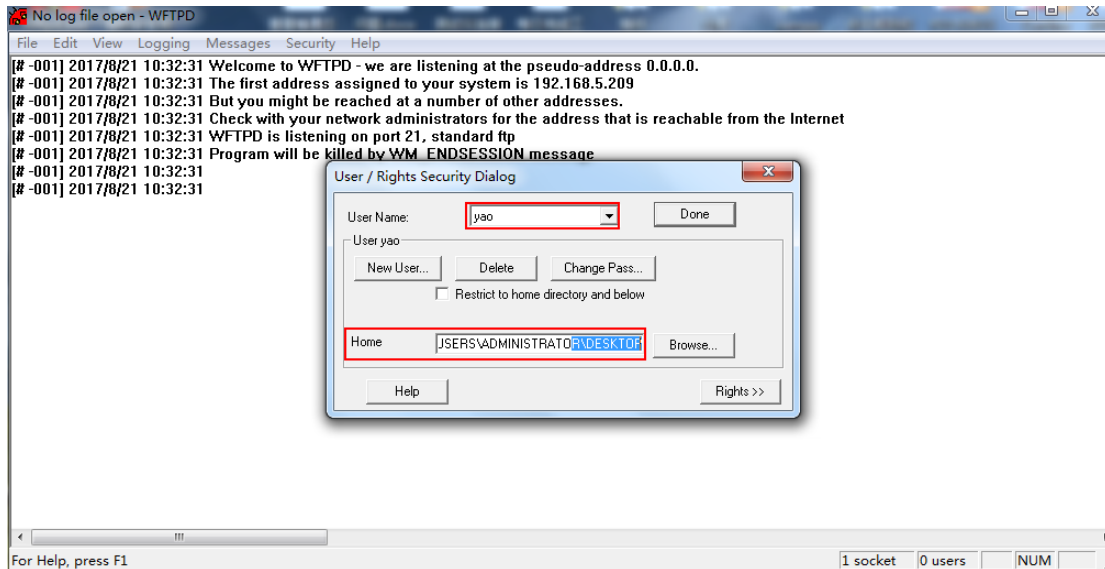 No log file open - WFTPD
File Edit View Logging Messages Security Help
[# -001] 2017/8/21 10:32:31 Welcome to WFTPD - we are listening at the pseudo-address 0.0.0.0.
[# -001] 2017/8/21 10:32:31 The first address assigned to your system is 192.168.5.209
[# -001] 2017/8/21 10:32:31 But you might be reached at a number of other addresses.
[# -001] 2017/8/21 10:32:31 Check with your network administrators for the address that is reachable from the Internet
[# -001] 2017/8/21 10:32:31 WFTPD is listening on port 21, standard ftp
[# -001] 2017/8/21 10:32:31 Program will be killed by WM_ENDSESSION message
[# -001] 2017/8/21 10:32:31
[# -001] 2017/8/21 10:32:31
User / Rights Security Dialog
User Name: yao Done
User yao
New User... Delete Change Pass...
Restrict to home directory and below
Home JSERS\ADMINISTRATOR\DESKTOP Browse...
Help Rights >>
For Help, press F1 1 socket 0 users NUM